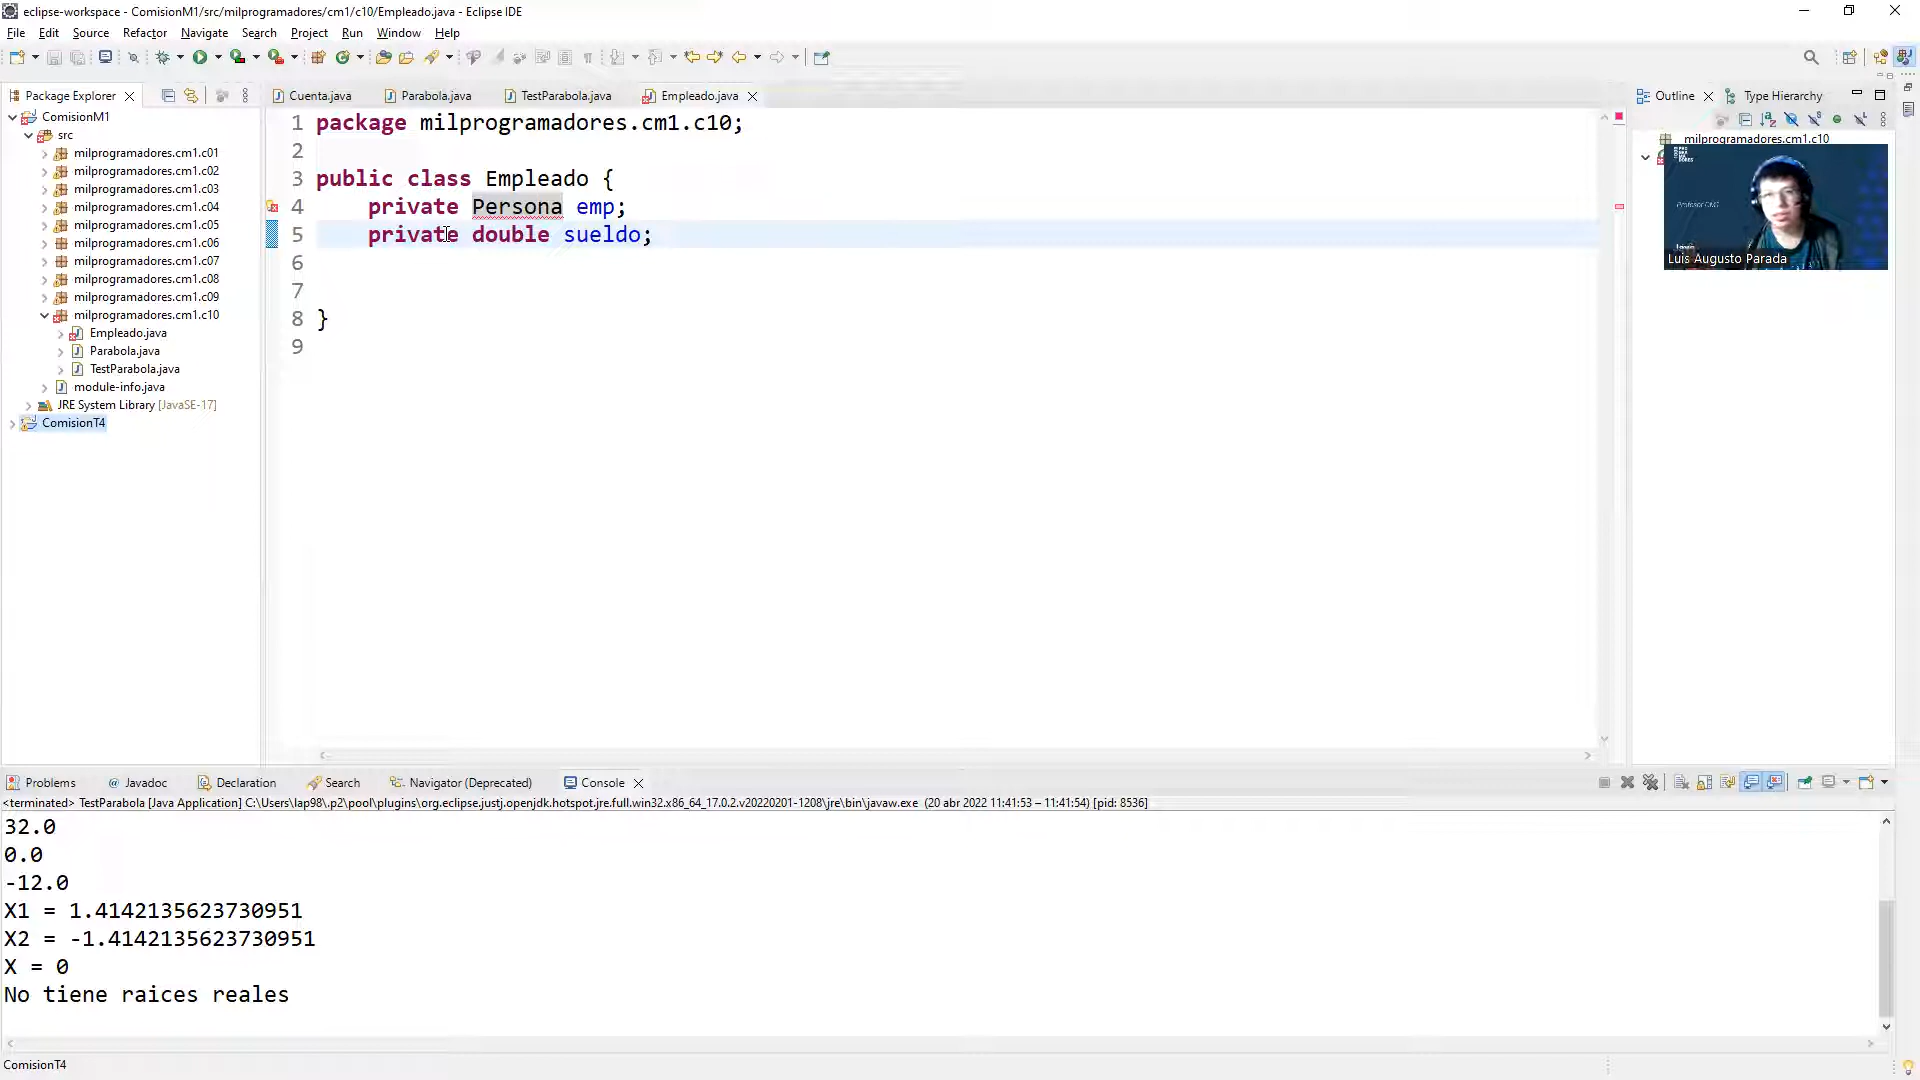 eclipse-workspace - ComisionM1/src/milprogramadores/cm1/c10/Empleado.java - Eclipse IDE
File Edit Source Refactor Navigate Search Project Run Window Help
Package Explorer
ComisionM1
src
milprogramadores.cm1.c01
milprogramadores.cm1.c02
milprogramadores.cm1.c03
milprogramadores.cm1.c04
milprogramadores.cm1.c05
milprogramadores.cm1.c06
milprogramadores.cm1.c07
milprogramadores.cm1.c08
milprogramadores.cm1.c09
milprogramadores.cm1.c10
Empleado.java
Parabola.java
TestParabola.java
module-info.java
JRE System Library [JavaSE-17]
ComisionT4
Cuenta.java Parabola.java TestParabola.java Empleado.java
1 package milprogramadores.cm1.c10;
2
3 public class Empleado {
4 private Persona emp;
5 private double sueldo;
6
7
8 }
9
Outline Type Hierarchy
milprogramadores.cm1.c10
Luis Augusto Parada
Problems Javadoc Declaration Search Navigator (Deprecated) Console
<terminated> TestParabola [Java Application] C:\Users\lap98\.p2\pool\plugins\org.eclipse.justj.openjdk.hotspot.jre.full.win32.x86_64_17.0.2.v20220201-1208\jre\bin\javaw.exe (20 abr 2022 11:41:53 – 11:41:54) [pid: 8536]
32.0
0.0
-12.0
X1 = 1.4142135623730951
X2 = -1.4142135623730951
X = 0
No tiene raices reales
ComisionT4